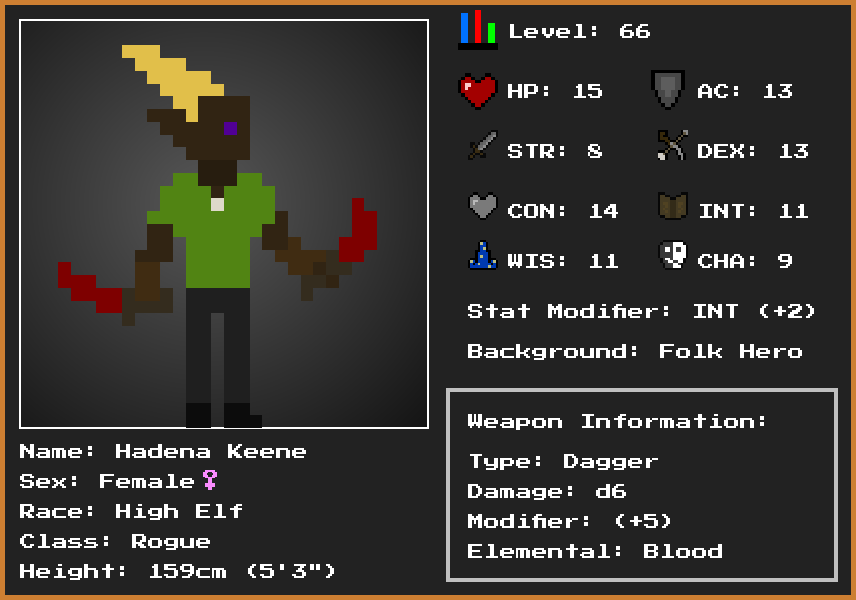 Level: 66
HP: 15
AC: 13
STR: 8
DEX: 13
CON: 14
INT: 11
WIS: 11
CHA: 9
Stat Modifier: INT (+2)
Background: Folk Hero
Weapon Information:
Type: Dagger
Damage: d6
Modifier: (+5)
Elemental: Blood
Name: Hadena Keene
Sex: Female♀
Race: High Elf
Class: Rogue
Height: 159cm (5'3")